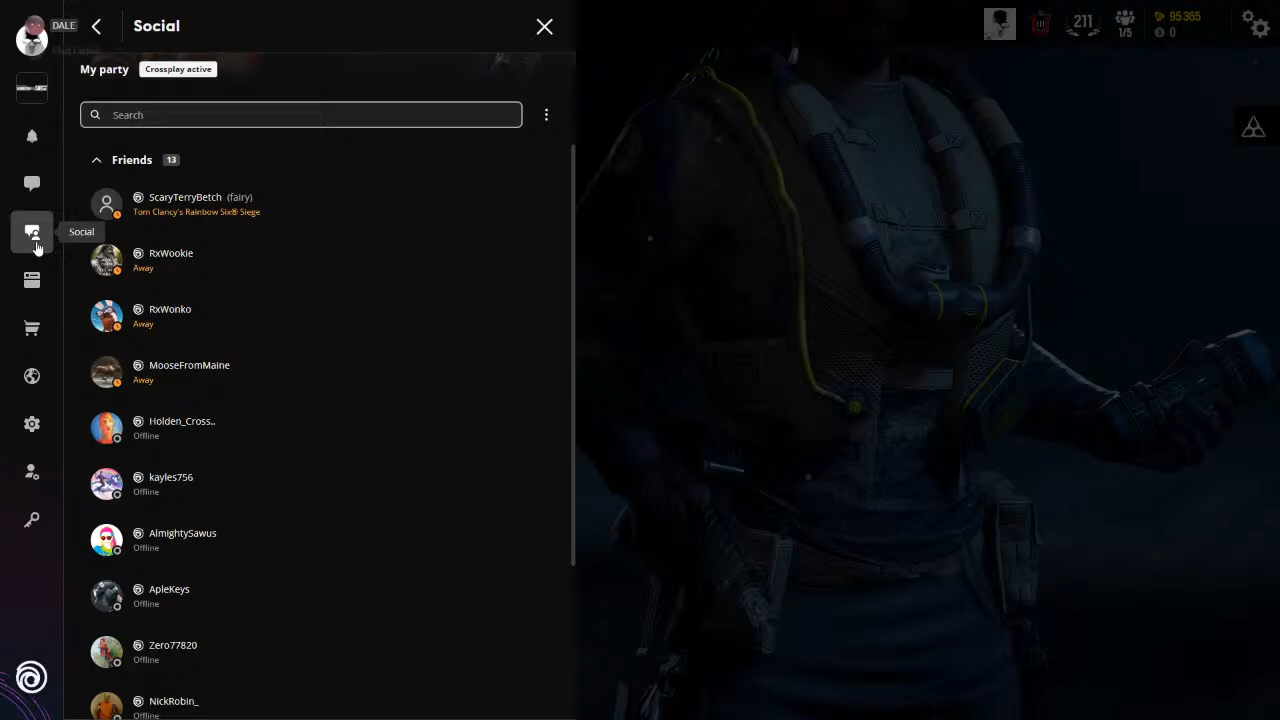 DALE
Social
211
1/5
95 365
0
My party
Crossplay active
Search
Friends 13
ScaryTerryBetch (fairy)
Tom Clancy's Rainbow Six® Siege
Social
RxWookie
Away
RxWonko
Away
MooseFromMaine
Away
Holden_Cross..
Offline
kayles756
Offline
AlmightySawus
Offline
ApleKeys
Offline
Zero77820
Offline
NickRobin_
Offline